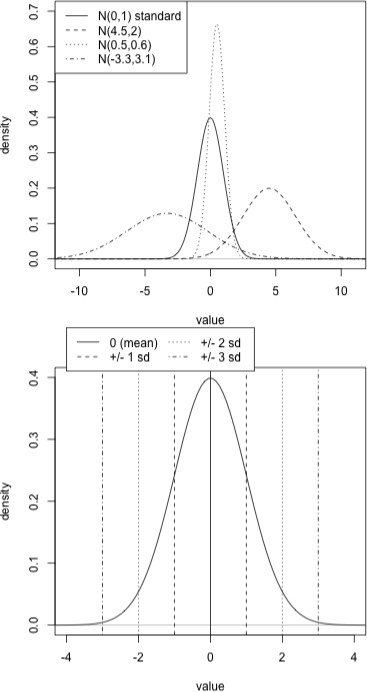 N(0,1) standard
N(4.5,2)
N(0.5,0.6)
N(-3.3,3.1)
density
0.7
0.6
0.5
0.4
0.3
0.2
0.1
0.0
-10 -5 0 5 10
value
0 (mean) +/- 2 sd
+/- 1 sd +/- 3 sd
density
0.4
0.3
0.2
0.1
0.0
-4 -2 0 2 4
value